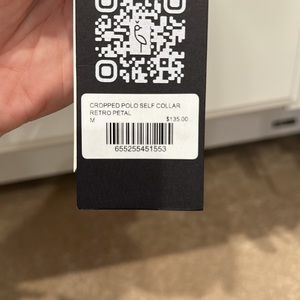 CROPPED POLO SELF COLLAR
RETRO PETAL
M $135.00
655255451553